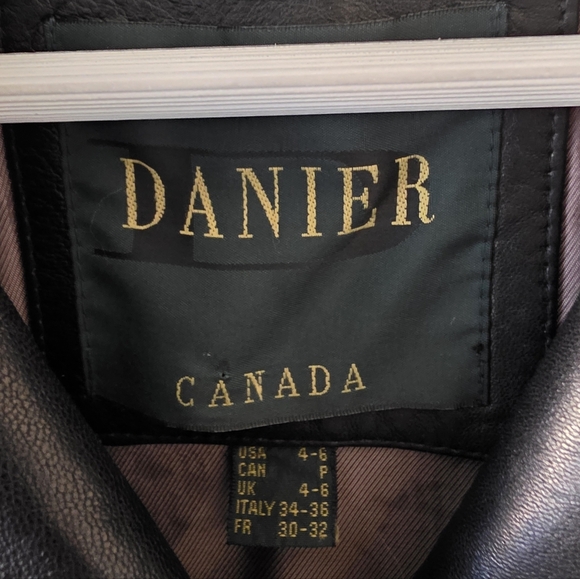 DANIER
CANADA
USA 4-6
CAN P
UK 4-6
ITALY 34-36
FR 30-32